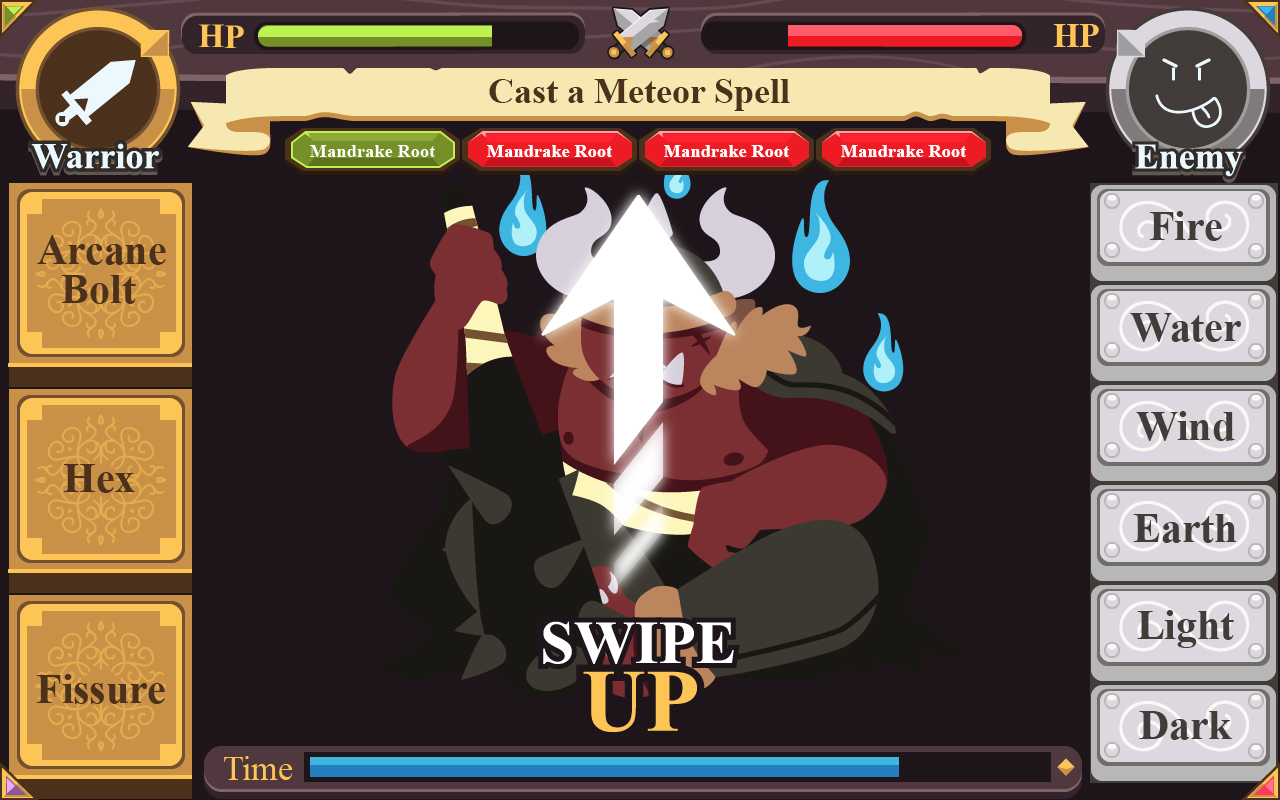 HP
HP
Cast a Meteor Spell
Warrior
Enemy
Mandrake Root
Mandrake Root
Mandrake Root
Mandrake Root
Arcane
Bolt
Hex
Fissure
Fire
Water
Wind
Earth
Light
Dark
SWIPE
UP
Time